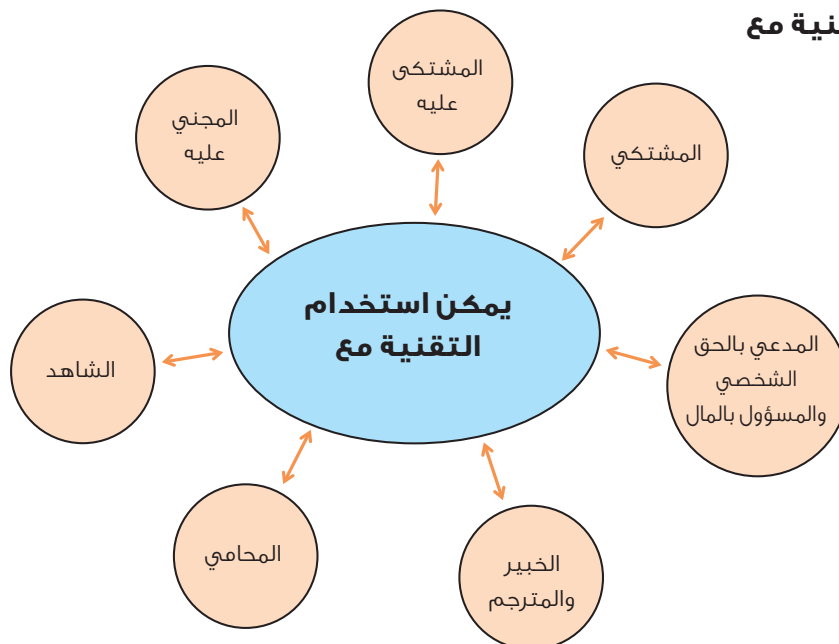 نية مع
المشتكى
عليه
المشتكي
المجني
عليه
يمكن استخدام
التقنية مع
المدعي بالحق
الشخصي
والمسؤول بالمال
الشاهد
المحامي
الخبير
والمترجم